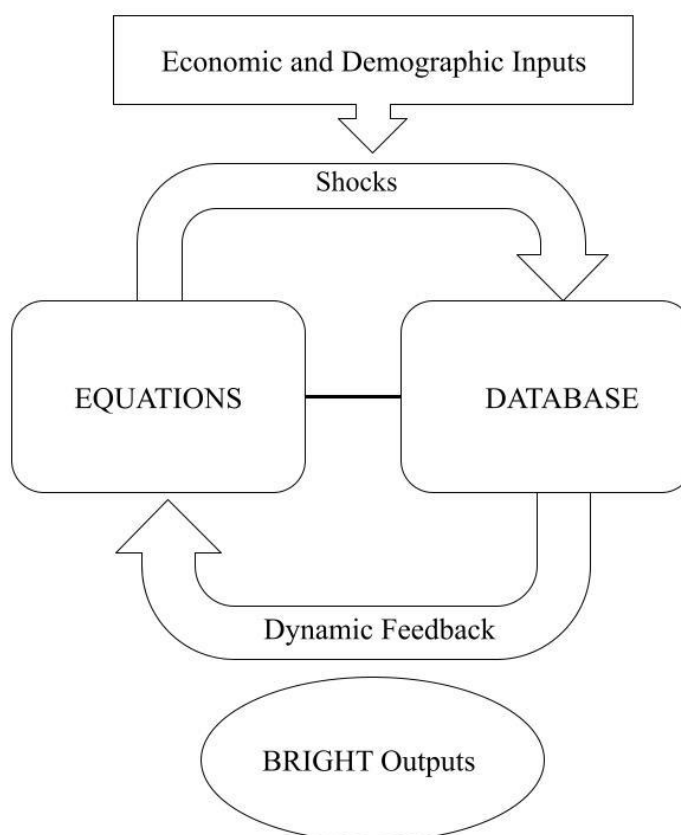 Economic and Demographic Inputs
Shocks
EQUATIONS
DATABASE
Dynamic Feedback
BRIGHT Outputs